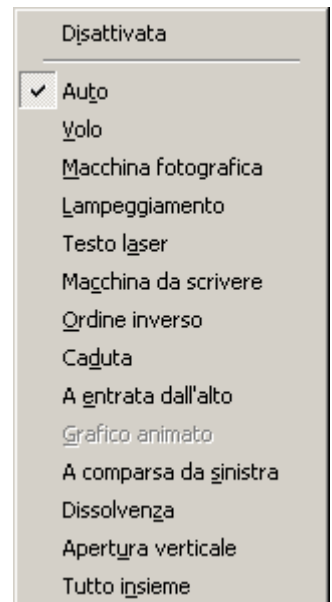 Disattivata
Auto
Volo
Macchina fotografica
Lampeggiamento
Testo laser
Macchina da scrivere
Ordine inverso
Caduta
A entrata dall'alto
Grafico animato
A comparsa da sinistra
Dissolvenza
Apertura verticale
Tutto insieme